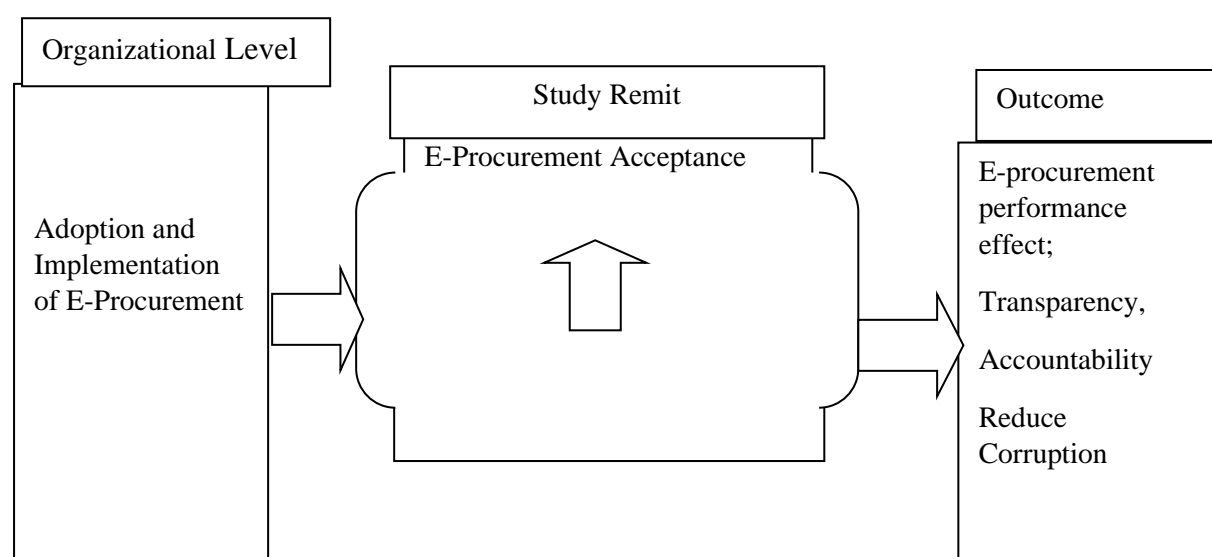 Organizational Level
Adoption and
Implementation
of E-Procurement
Study Remit
E-Procurement Acceptance
Outcome
E-procurement
performance
effect;
Transparency,
Accountability
Reduce
Corruption